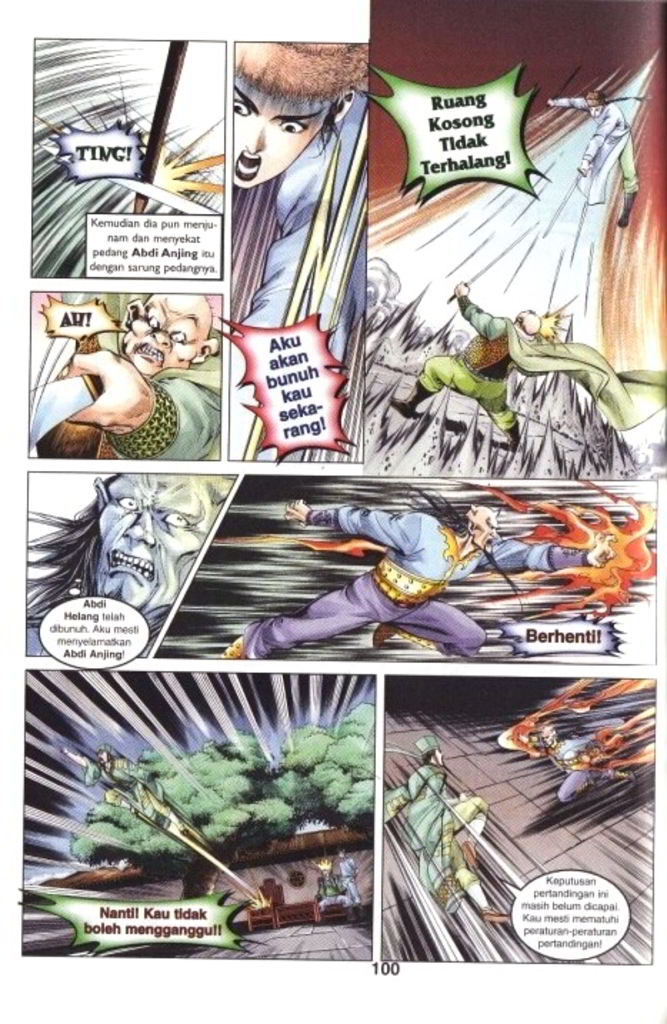 TING!
Kemudian dia pun menju-
nam dan menyekat
pedang Abdi Anjing itu
dengan sarung pedangnya.
AH!
Aku
akan
bunuh
kau
seka-
rang!
Ruang
Kosong
Tidak
Terhalang!
Abdi
Helang telah
dibunuh. Aku mesti
menyelamatkan
Abdi Anjing!
Berhenti!
Nanti! Kau tidak
boleh mengganggu!!
Keputusan
pertandingan ini
masih belum dicapai.
Kau mesti mematuhi
peraturan-peraturan
pertandingan!
100